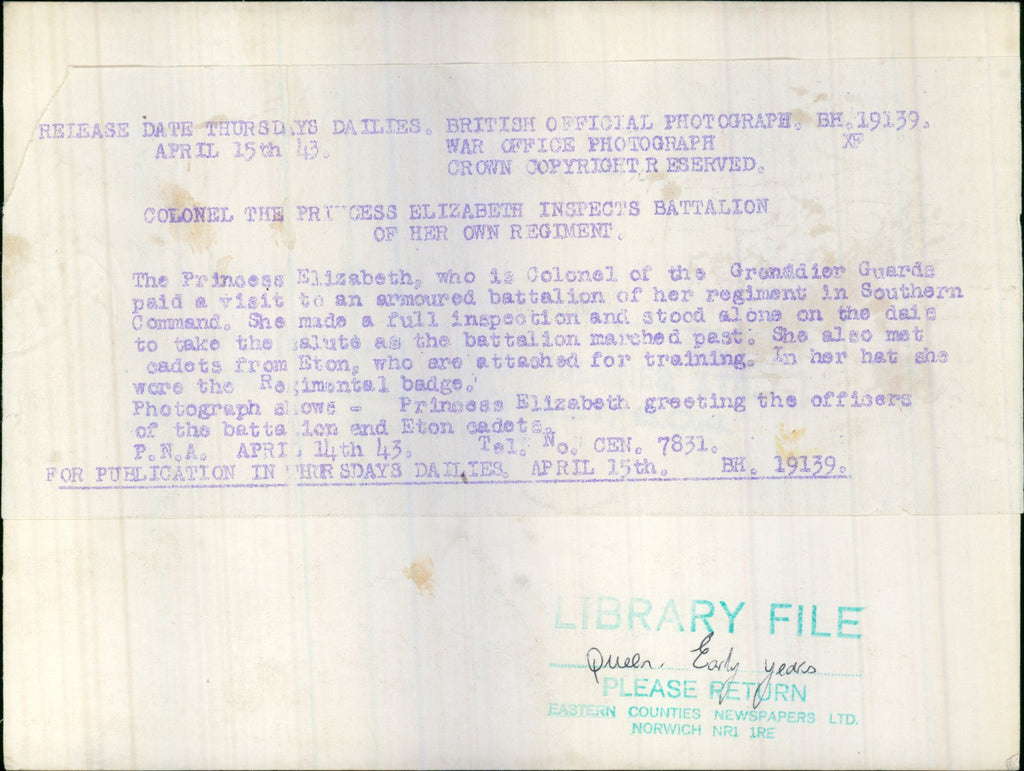 RELEASE DATE THURSDAYS DAILIES. BRITISH OFFICIAL PHOTOGRAPH. BH.19139.
APRIL 15th 43. WAR OFFICE PHOTOGRAPH XF
CROWN COPYRIGHT R ESERVED.
COLONEL THE PRINCESS ELIZABETH INSPECTS BATTALION
OF HER OWN REGIMENT.
The Princess Elizabeth, who is Colonel of the Grenadier Guards
paid a visit to an armoured battalion of her regiment in Southern
Command. She made a full inspection and stood alone on the dais
to take the salute as the battalion marched past. She also met
cadets from Eton, who are attached for training. In her hat she
wore the Regimental badge.
Photograph shows - Princess Elizabeth greeting the officers
of the battalion and Eton cadets.
P.N.A. APRIL 14th 43. Tel. No. CEN. 7831.
FOR PUBLICATION IN THURSDAYS DAILIES. APRIL 15th. BH. 19139.
LIBRARY FILE
Queen. Early years
PLEASE RETURN
EASTERN COUNTIES NEWSPAPERS LTD.
NORWICH NR1 1RE